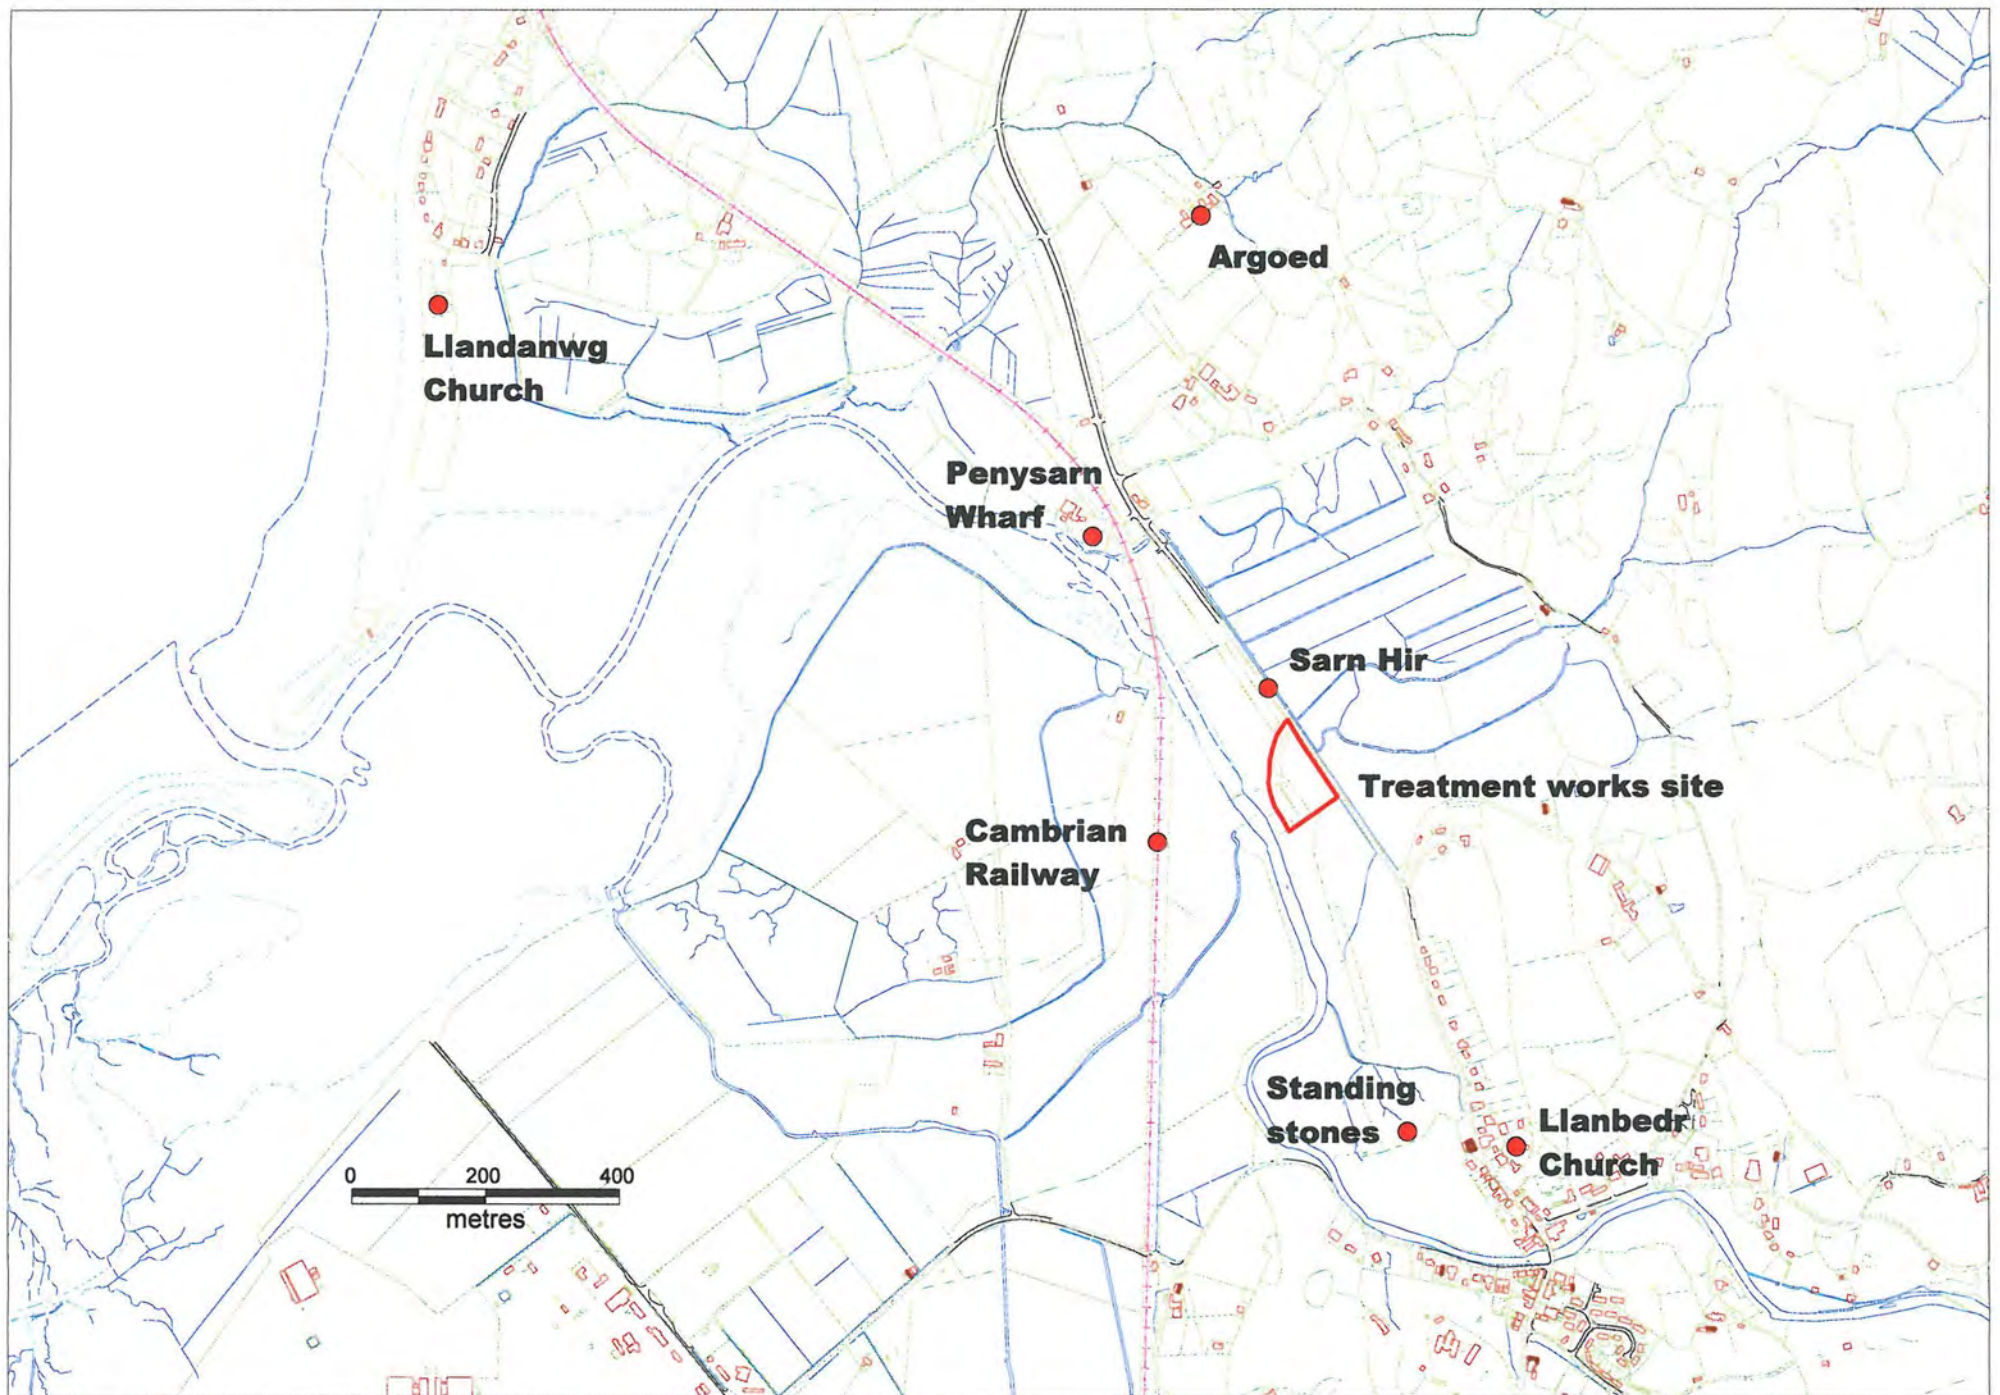 Argoed
Llandanwg
Church
Penysarn
Wharf
Sarn Hir
Treatment works site
Cambrian
Railway
Standing
stones
Llanbedr
Church
0 200 400
metres